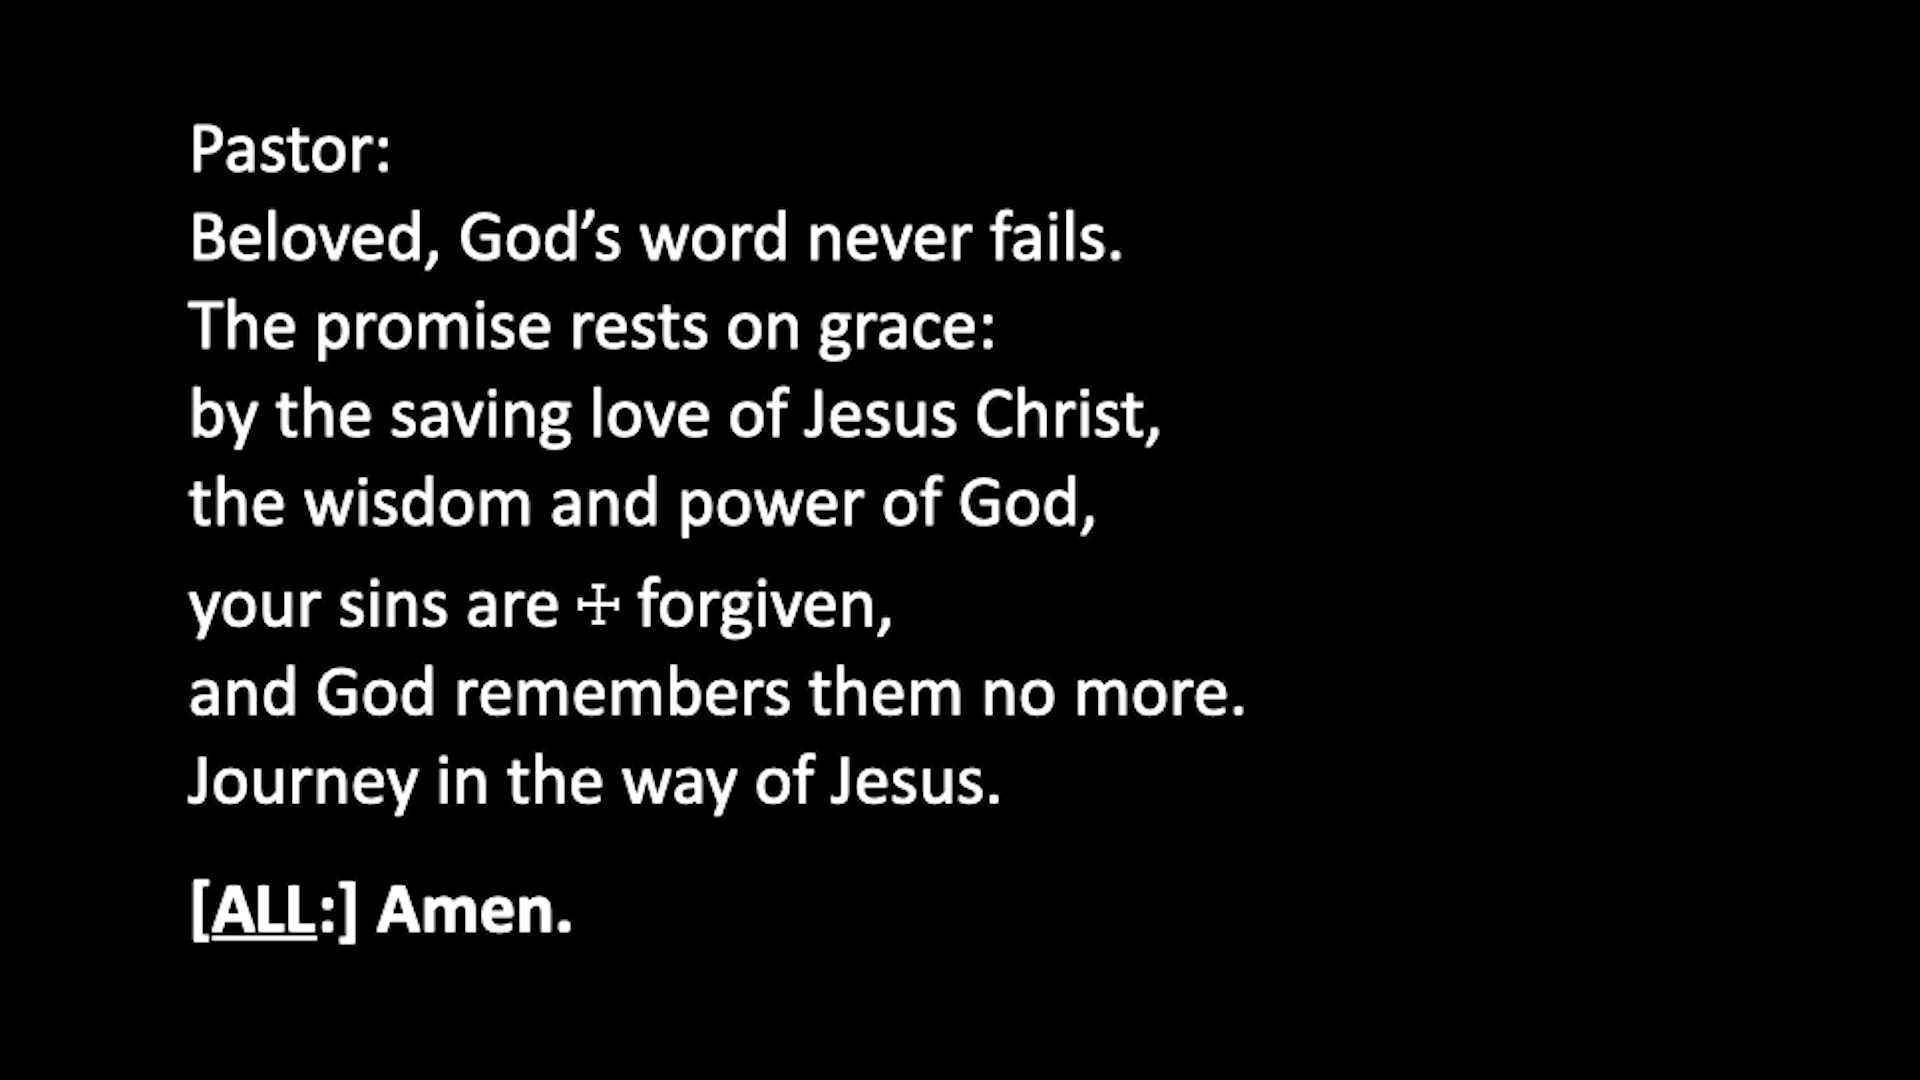 Pastor:
Beloved, God’s word never fails.
The promise rests on grace:
by the saving love of Jesus Christ,
the wisdom and power of God,
your sins are ☩ forgiven,
and God remembers them no more.
Journey in the way of Jesus.
[ALL:] Amen.